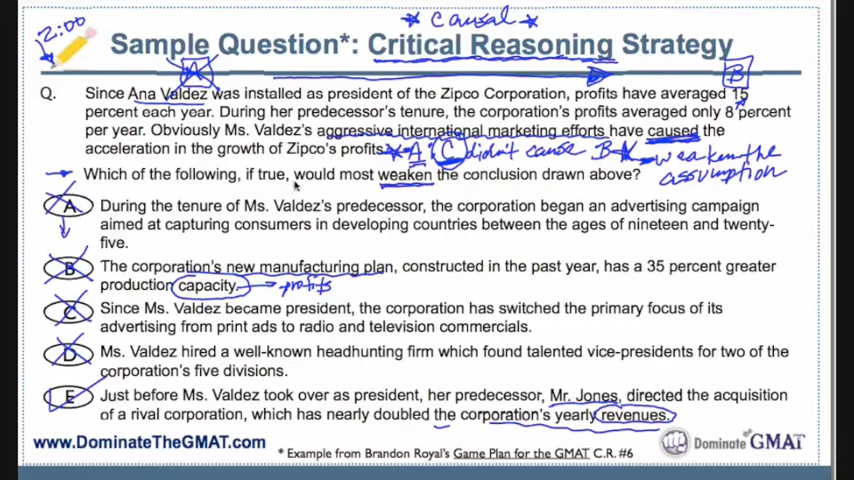 * causal *
2:00
Sample Question*: Critical Reasoning Strategy
A
B
Q. Since Ana Valdez was installed as president of the Zipco Corporation, profits have averaged 15
percent each year. During her predecessor's tenure, the corporation's profits averaged only 8 percent
per year. Obviously Ms. Valdez's aggressive international marketing efforts have caused the
acceleration in the growth of Zipco's profits.
* A; C didn't cause B * weaken the
assumption
Which of the following, if true, would most weaken the conclusion drawn above?
A During the tenure of Ms. Valdez's predecessor, the corporation began an advertising campaign
aimed at capturing consumers in developing countries between the ages of nineteen and twenty-
five.
B The corporation's new manufacturing plan, constructed in the past year, has a 35 percent greater
production capacity. → profits
C Since Ms. Valdez became president, the corporation has switched the primary focus of its
advertising from print ads to radio and television commercials.
D Ms. Valdez hired a well-known headhunting firm which found talented vice-presidents for two of the
corporation's five divisions.
E Just before Ms. Valdez took over as president, her predecessor, Mr. Jones, directed the acquisition
of a rival corporation, which has nearly doubled the corporation's yearly revenues.
www.DominateTheGMAT.com
* Example from Brandon Royal's Game Plan for the GMAT C.R. #6
Dominate the GMAT